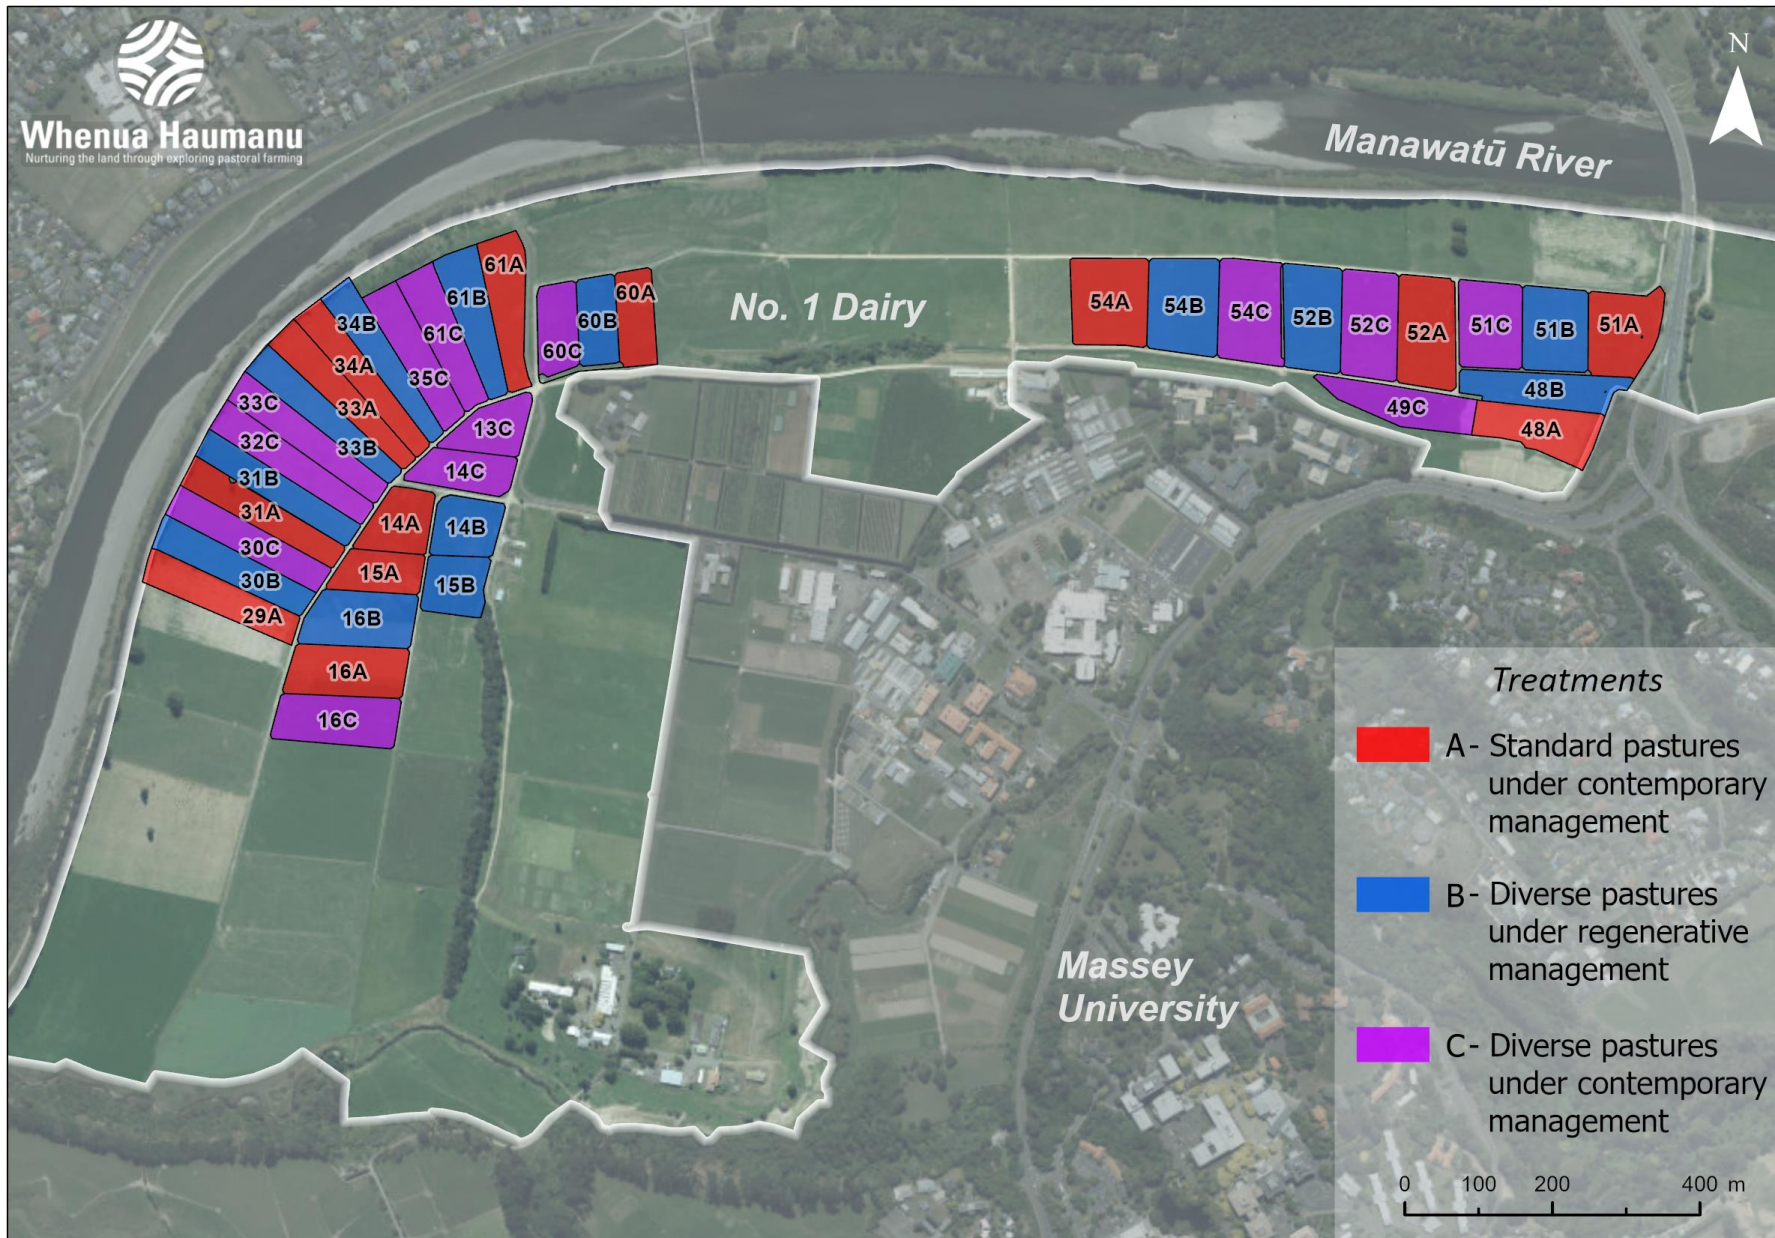 Whenua Haumanu
Nurturing the land through exploring pastoral farming
N
Manawatū River
No. 1 Dairy
61A
61B
61C
35C
34B
34A
33A
33B
33C
32C
31B
31A
30C
30B
29A
60A
60B
60C
13C
14C
14A
14B
15A
15B
16B
16A
16C
54A
54B
54C
52B
52C
52A
51C
51B
51A
48B
49C
48A
Massey
University
Treatments
A - Standard pastures
under contemporary
management
B - Diverse pastures
under regenerative
management
C - Diverse pastures
under contemporary
management
0 100 200 400 m